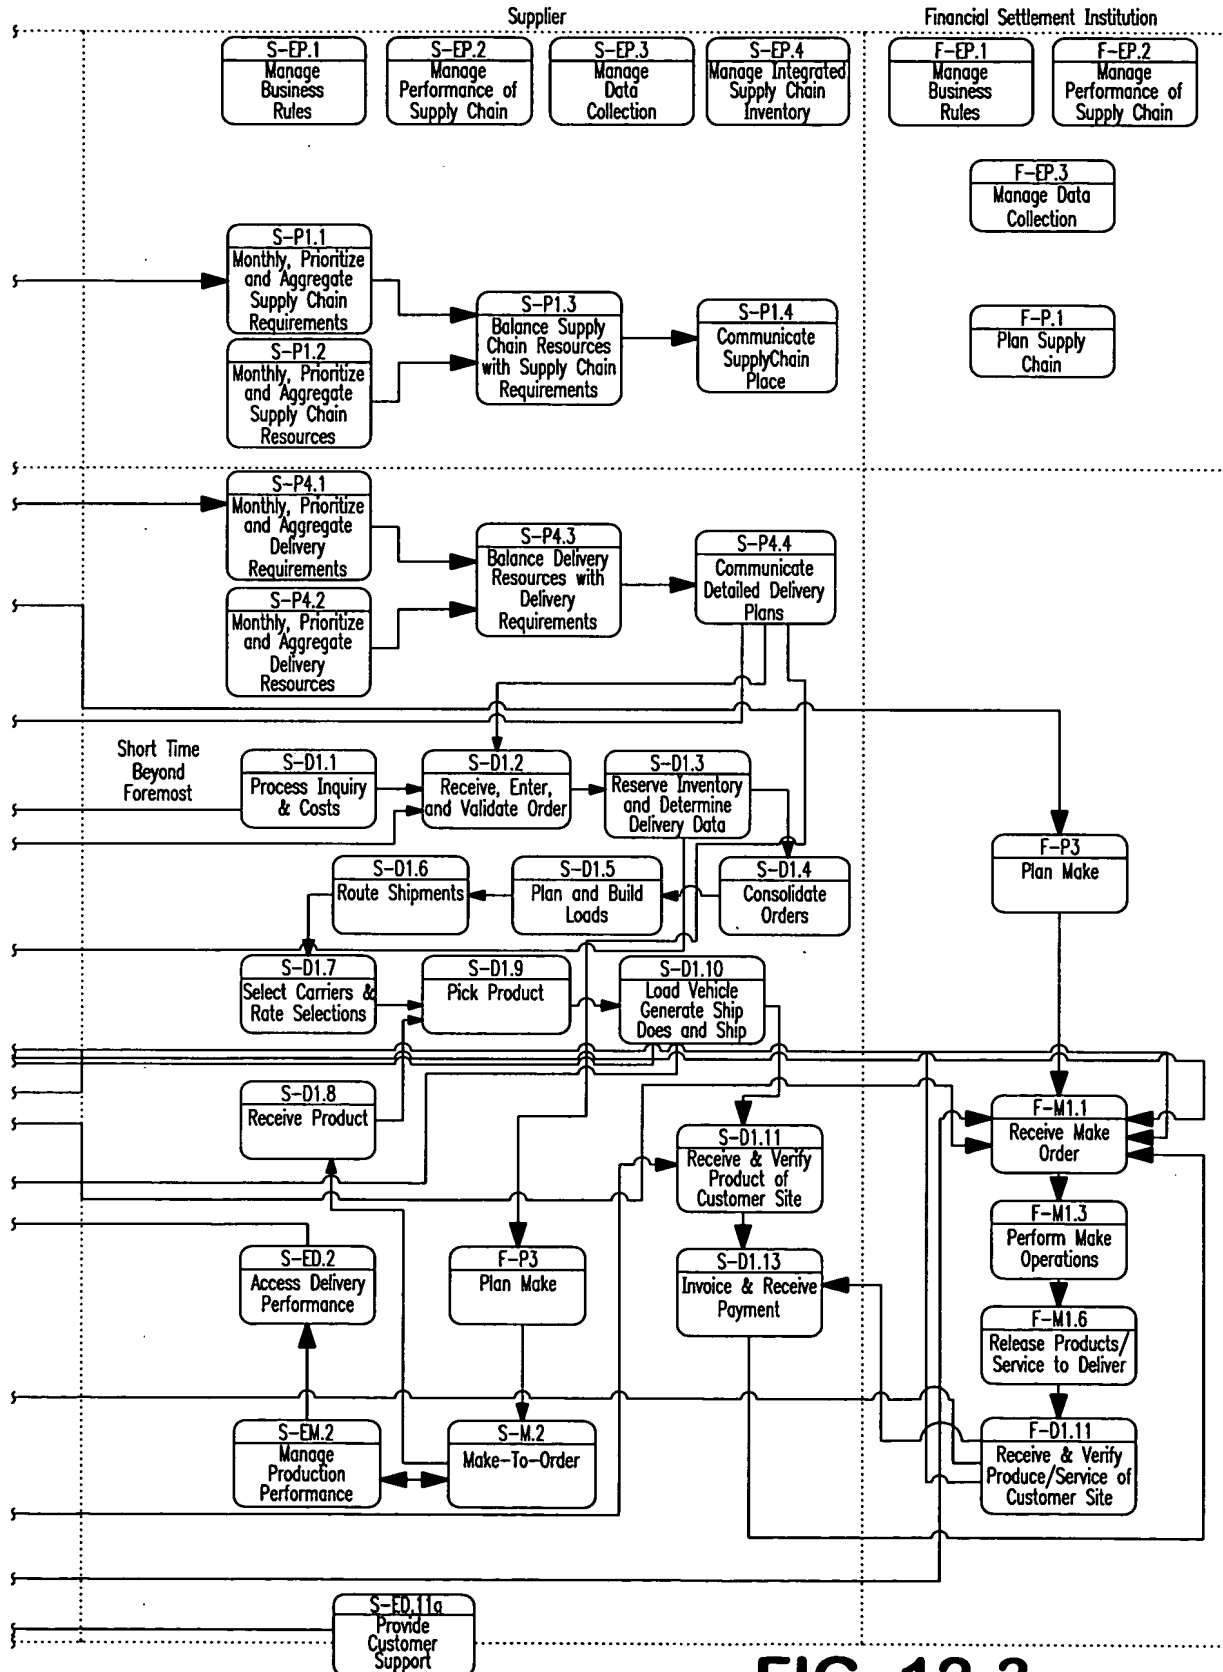 Supplier
Financial Settlement Institution
S-EP.1
Manage
Business
Rules
S-EP.2
Manage
Performance of
Supply Chain
S-EP.3
Manage
Data
Collection
S-EP.4
Manage Integrated
Supply Chain
Inventory
F-EP.1
Manage
Business
Rules
F-EP.2
Manage
Performance of
Supply Chain
F-EP.3
Manage Data
Collection
S-P1.1
Monthly, Prioritize
and Aggregate
Supply Chain
Requirements
S-P1.2
Monthly, Prioritize
and Aggregate
Supply Chain
Resources
S-P1.3
Balance Supply
Chain Resources
with Supply Chain
Requirements
S-P1.4
Communicate
SupplyChain
Place
F-P.1
Plan Supply
Chain
S-P4.1
Monthly, Prioritize
and Aggregate
Delivery
Requirements
S-P4.2
Monthly, Prioritize
and Aggregate
Delivery
Resources
S-P4.3
Balance Delivery
Resources with
Delivery
Requirements
S-P4.4
Communicate
Detailed Delivery
Plans
Short Time
Beyond
Foremost
S-D1.1
Process Inquiry
& Costs
S-D1.2
Receive, Enter,
and Validate Order
S-D1.3
Reserve Inventory
and Determine
Delivery Data
F-P3
Plan Make
S-D1.6
Route Shipments
S-D1.5
Plan and Build
Loads
S-D1.4
Consolidate
Orders
S-D1.7
Select Carriers &
Rate Selections
S-D1.9
Pick Product
S-D1.10
Load Vehicle
Generate Ship
Does and Ship
S-D1.8
Receive Product
S-D1.11
Receive & Verify
Product of
Customer Site
F-M1.1
Receive Make
Order
F-M1.3
Perform Make
Operations
S-ED.2
Access Delivery
Performance
F-P3
Plan Make
S-D1.13
Invoice & Receive
Payment
F-M1.6
Release Products/
Service to Deliver
S-EM.2
Manage
Production
Performance
S-M.2
Make-To-Order
F-D1.11
Receive & Verify
Produce/Service of
Customer Site
S-ED.11a
Provide
Customer
Support